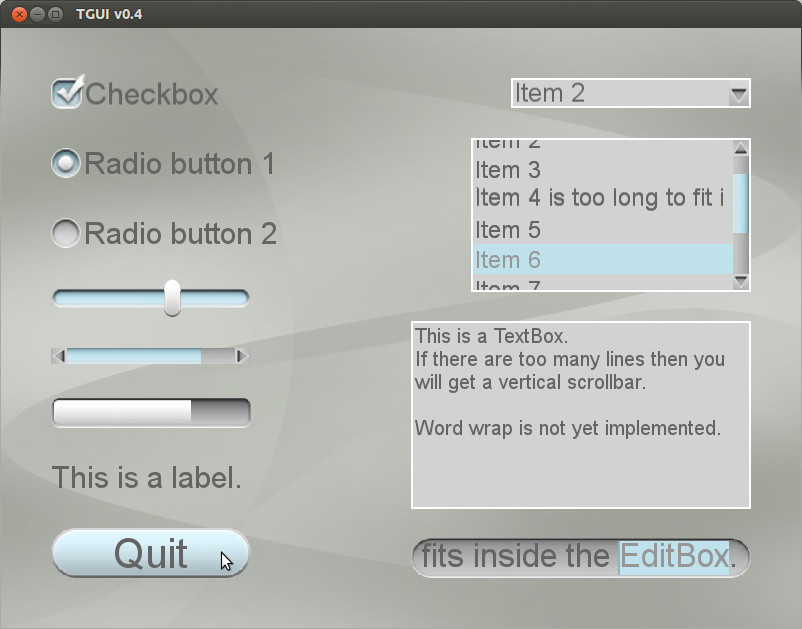 TGUI v0.4
Checkbox
Radio button 1
Radio button 2
This is a label.
Quit
Item 2
Item 2
Item 3
Item 4 is too long to fit i
Item 5
Item 6
Item 7
This is a TextBox.
If there are too many lines then you
will get a vertical scrollbar.
Word wrap is not yet implemented.
fits inside the EditBox.